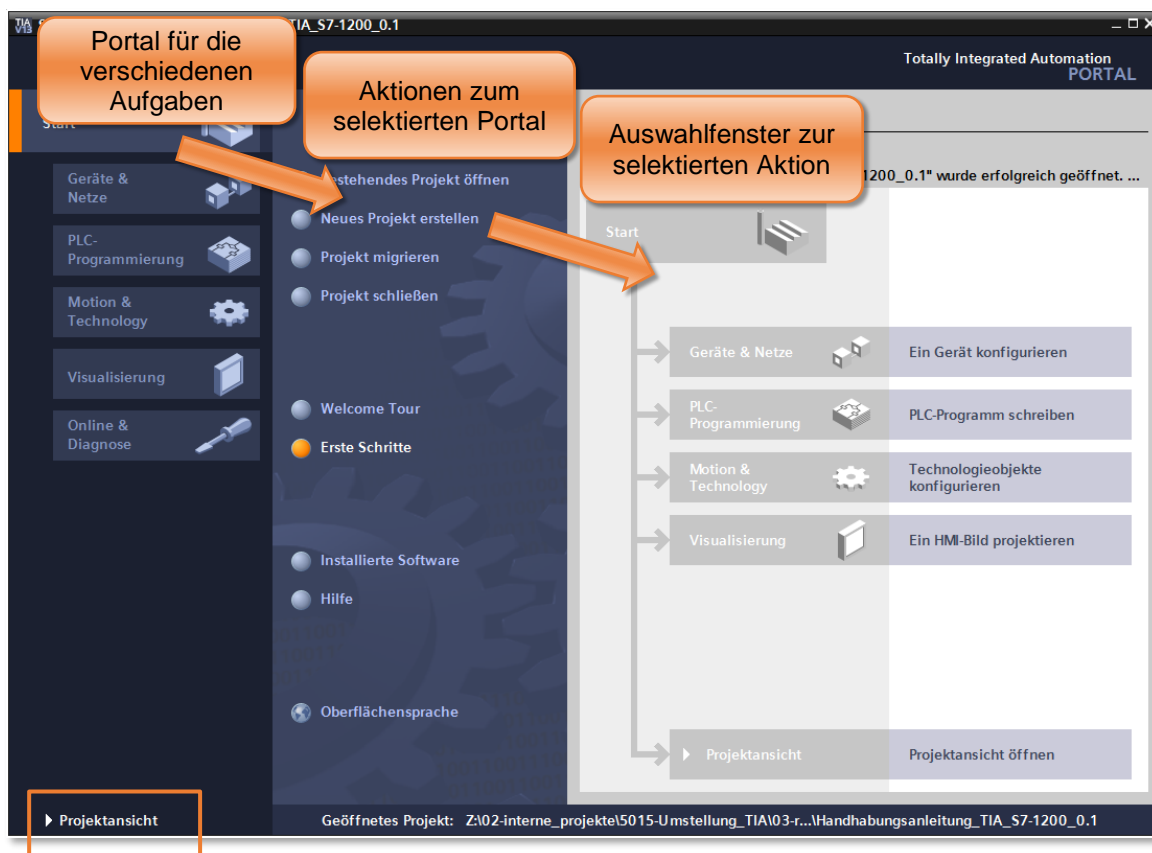 TIA
V13
TIA_S7-1200_0.1
Totally Integrated Automation
PORTAL
Portal für die
verschiedenen
Aufgaben
Aktionen zum
selektierten Portal
Auswahlfenster zur
selektierten Aktion
Start
Geräte &
Netze
PLC-
Programmierung
Motion &
Technology
Visualisierung
Online &
Diagnose
Projekt öffnen
Neues Projekt erstellen
Projekt migrieren
Projekt schließen
Welcome Tour
Erste Schritte
Installierte Software
Hilfe
Oberflächensprache
1200_0.1" wurde erfolgreich geöffnet. ...
Start
Geräte & Netze
Ein Gerät konfigurieren
PLC-
Programmierung
PLC-Programm schreiben
Motion &
Technology
Technologieobjekte
konfigurieren
Visualisierung
Ein HMI-Bild projektieren
Projektansicht
Projektansicht öffnen
Projektansicht
Geöffnetes Projekt: Z:\02-interne_projekte\5015-Umstellung_TIA\03-r...\Handhabungsanleitung_TIA_S7-1200_0.1